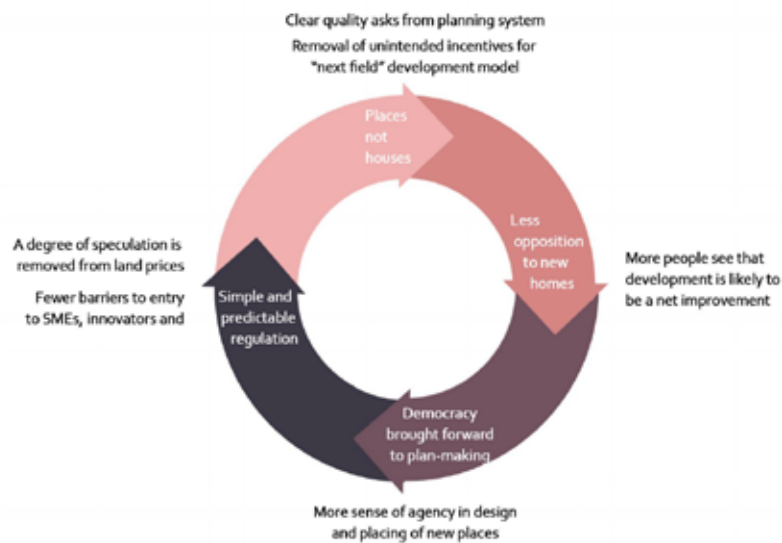 Clear quality asks from planning system
Removal of unintended incentives for
"next field" development model
Places
not
houses
Less
opposition
to new
homes
More people see that
development is likely to
be a net improvement
Democracy
brought forward
to plan-making
More sense of agency in design
and placing of new places
Simple and
predictable
regulation
A degree of speculation is
removed from land prices
Fewer barriers to entry
to SMEs, innovators and